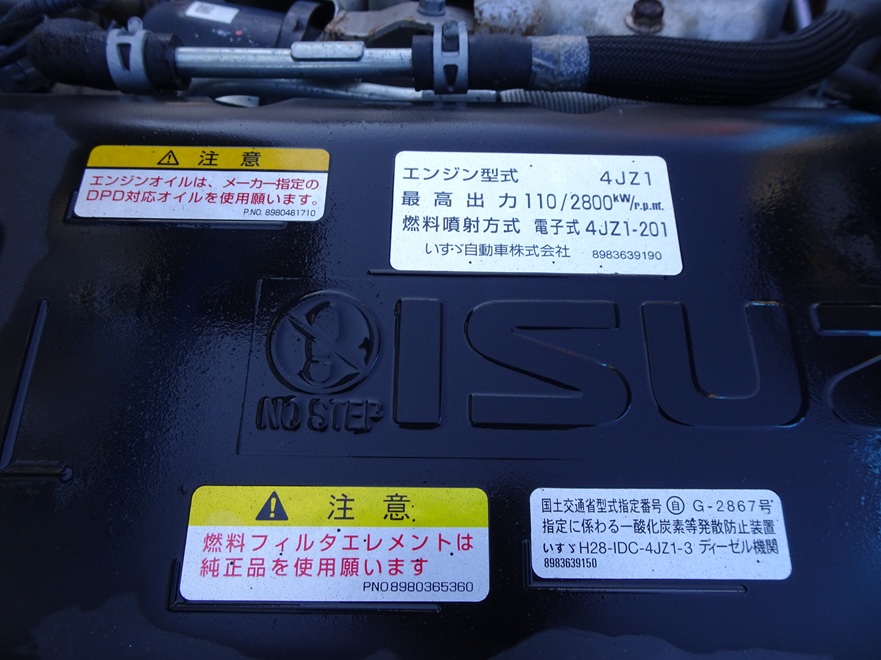 注意
エンジンオイルは、メーカー指定の
DPD対応オイルを使用願います。
P.NO. 8980461710
エンジン型式 4JZ1
最高出力 110/2800kW/r.p.m.
燃料噴射方式 電子式 4JZ1-201
いすゞ自動車株式会社 8983639190
NO STEP
ISUZ
注意
燃料フィルタエレメントは
純正品を使用願います
PNO8980365360
国土交通省型式指定番号 自 G-2867号
指定に係わる一酸化炭素等発散防止装置
いすゞH28-IDC-4JZ1-3 ディーゼル機関
8983639150